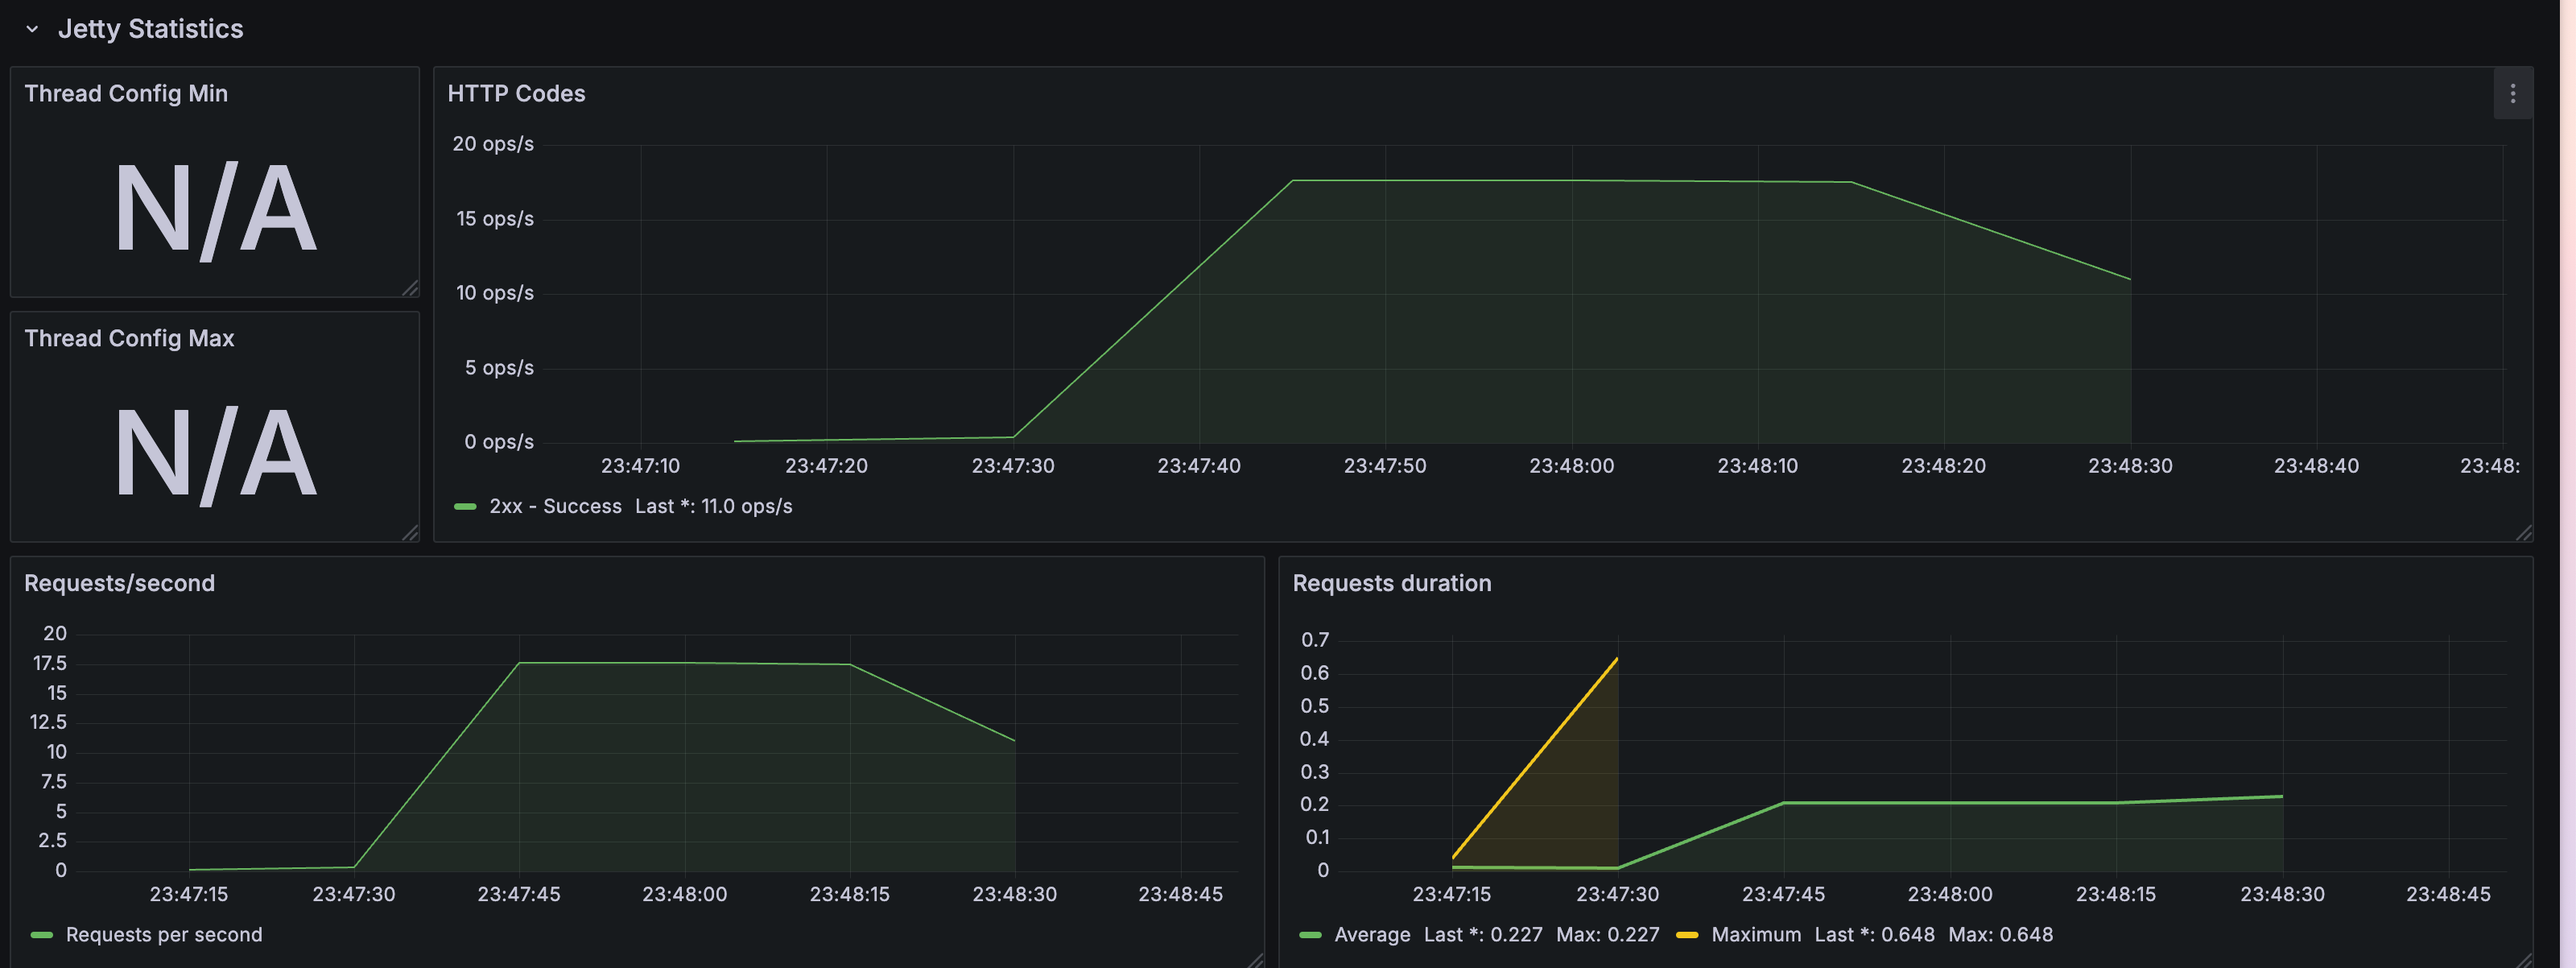 Jetty Statistics
Thread Config Min
N/A
Thread Config Max
N/A
HTTP Codes
20 ops/s
15 ops/s
10 ops/s
5 ops/s
0 ops/s
23:47:10 23:47:20 23:47:30 23:47:40 23:47:50 23:48:00 23:48:10 23:48:20 23:48:30 23:48:40 23:48:
2xx - Success Last *: 11.0 ops/s
Requests/second
20
17.5
15
12.5
10
7.5
5
2.5
0
23:47:15 23:47:30 23:47:45 23:48:00 23:48:15 23:48:30 23:48:45
Requests per second
Requests duration
0.7
0.6
0.5
0.4
0.3
0.2
0.1
0
23:47:15 23:47:30 23:47:45 23:48:00 23:48:15 23:48:30 23:48:45
Average Last *: 0.227 Max: 0.227 Maximum Last *: 0.648 Max: 0.648